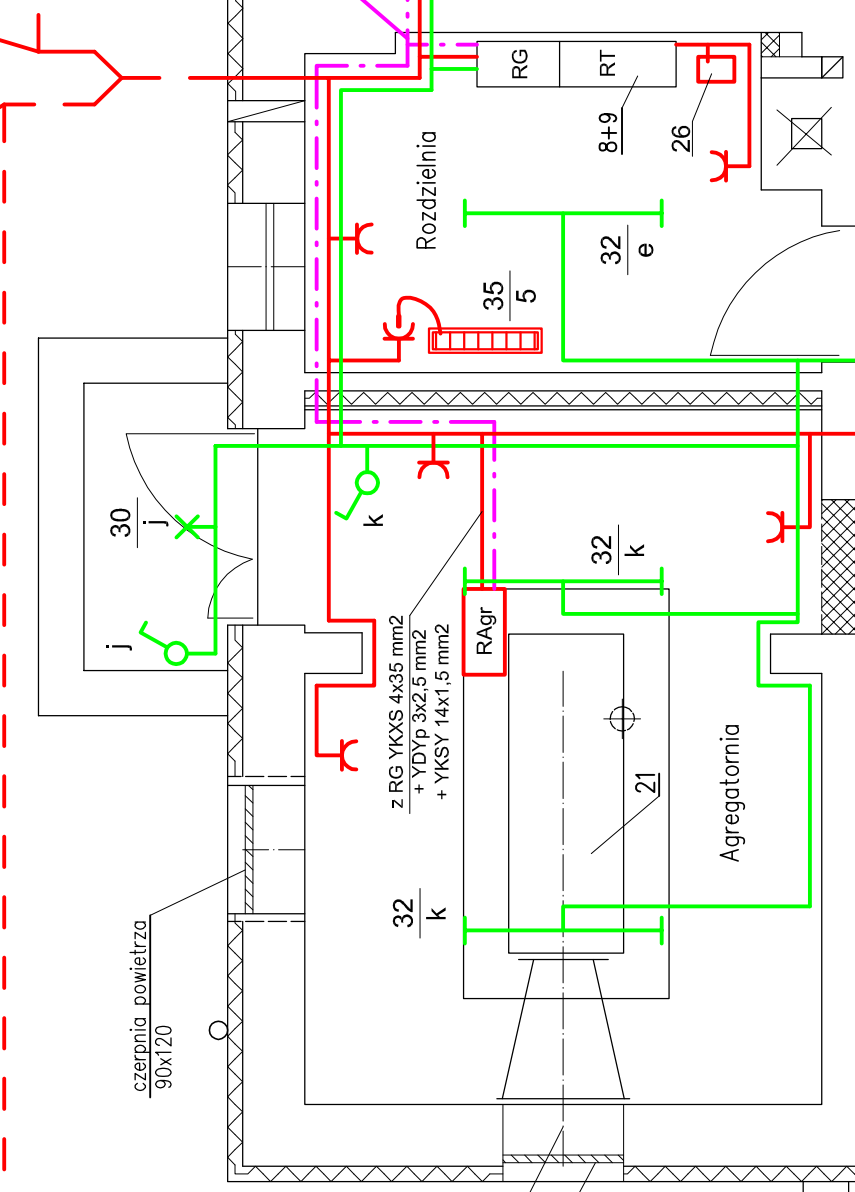 RG
RT
8+9
26
Rozdzielnia
32
e
35
5
30
j
j
k
32
k
RAgr
z RG YKXS 4x35 mm2
+ YDYp 3x2,5 mm2
+ YKSY 14x1,5 mm2
21
Agregatornia
32
k
czerpnia powietrza
90x120